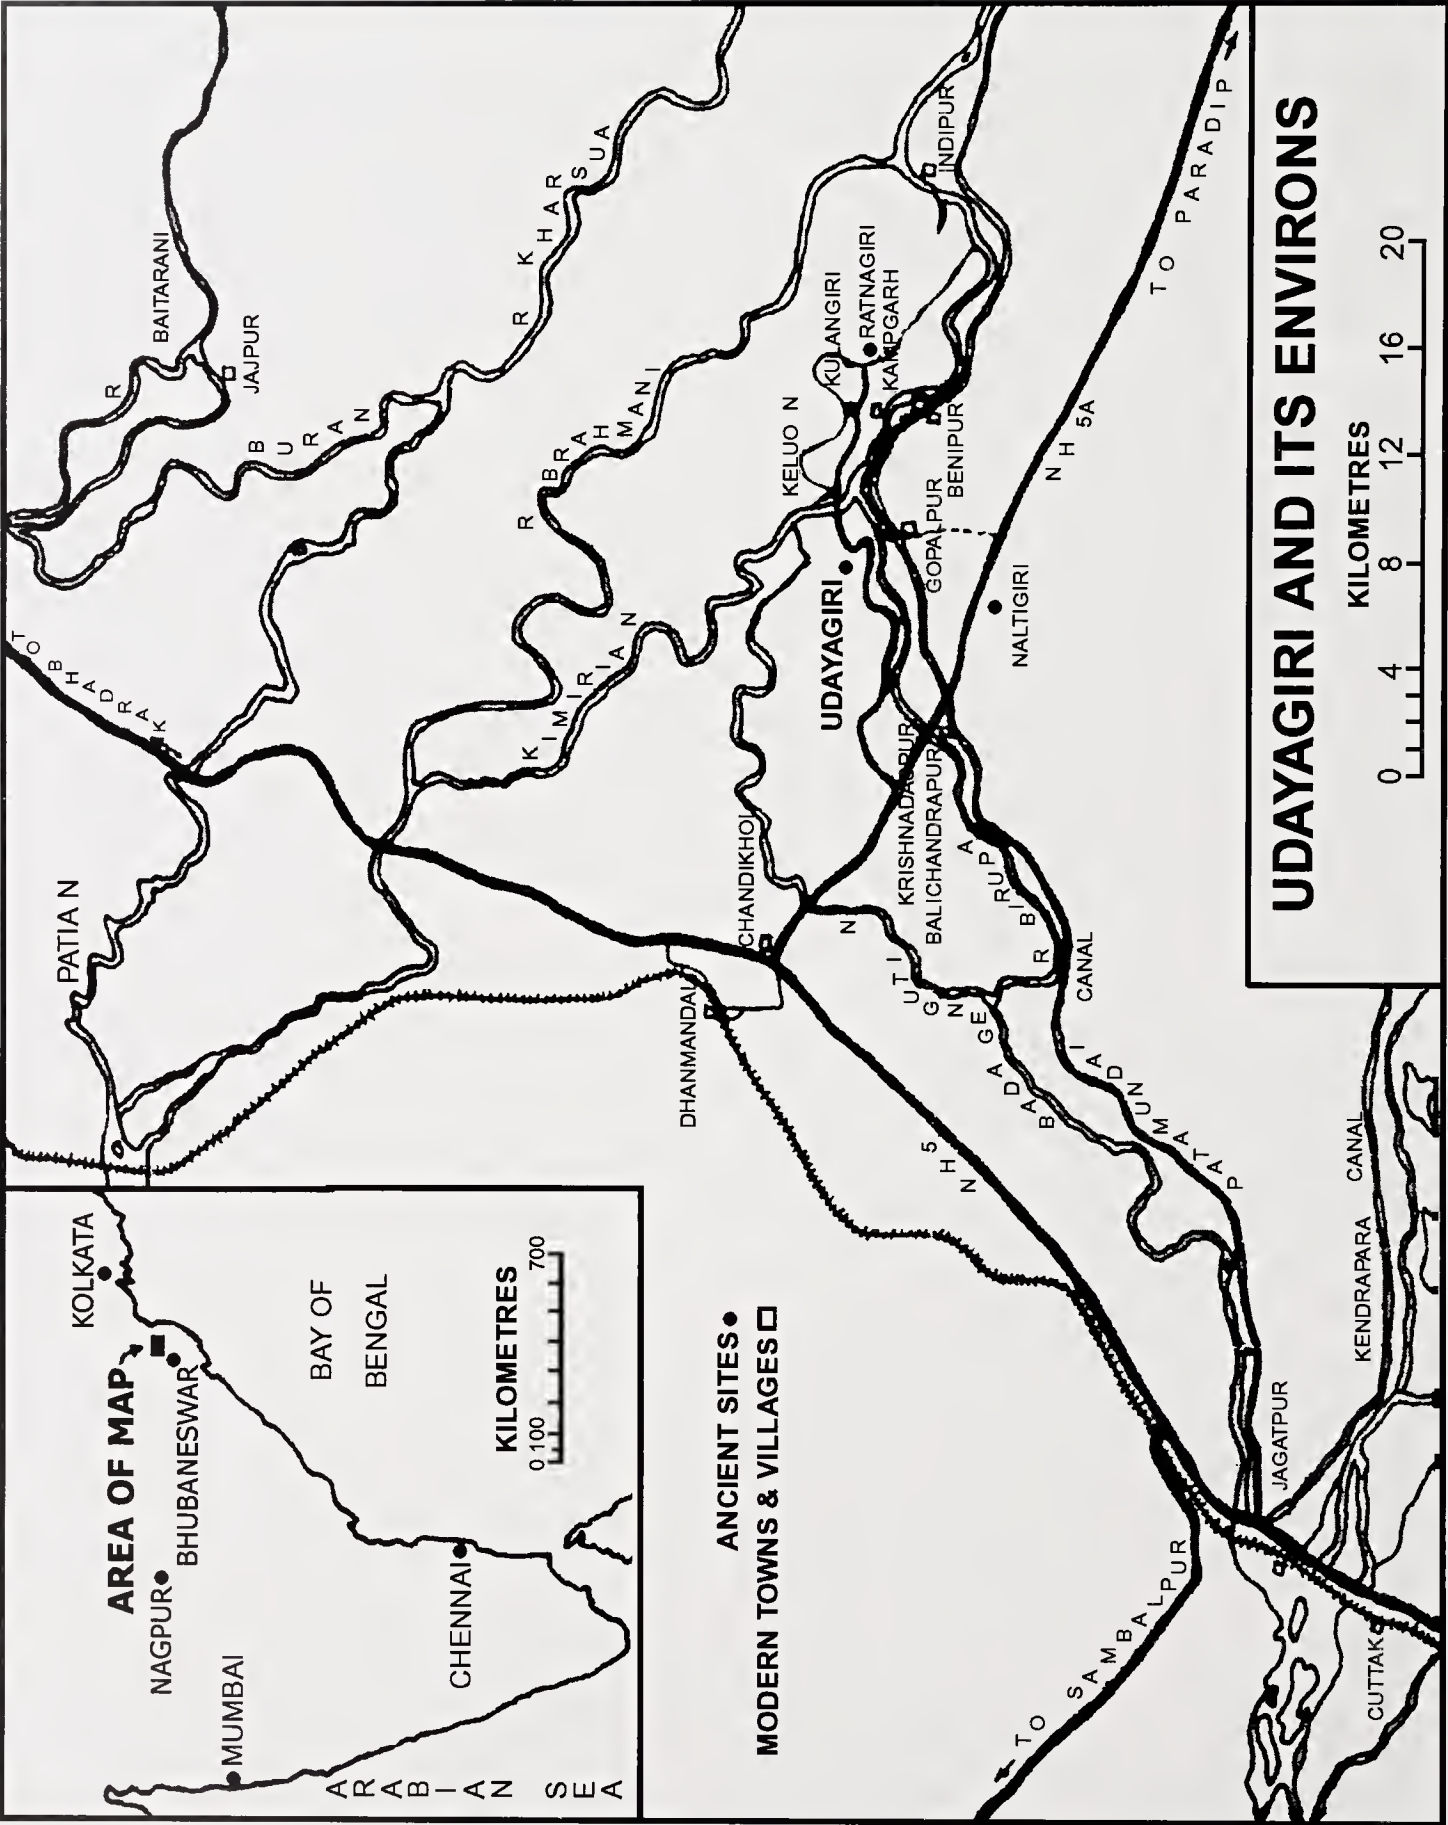 UDAYAGIRI AND ITS ENVIRONS
KILOMETRES
0 4 8 12 16 20
AREA OF MAP
KOLKATA
BHUBANESWAR
NAGPUR
MUMBAI
CHENNAI
BAY OF
BENGAL
ARABIAN SEA
KILOMETRES
0 100 700
ANCIENT SITES
MODERN TOWNS & VILLAGES
PATIA N
TO BHADRAK
R BAITARANI
JAJPUR
BURAN
R KHARSUA
R BRAHMANI
KIMIRIA N
KELUO N
KULANGIRI
RATNAGIRI
KAMPGARH
INDIPUR
BENIPUR
GOPALPUR
UDAYAGIRI
NALTIGIRI
NH 5A
TO PARADIP
KRISHNADASPUR
BALICHANDRAPUR
CHANDIKHOL
DHANMANDAL
GENGUTI N
R BIRUPA
BADA
PATAMUNDAI CANAL
NH 5
KENDRAPARA CANAL
JAGATPUR
CUTTAK
TO SAMBALPUR